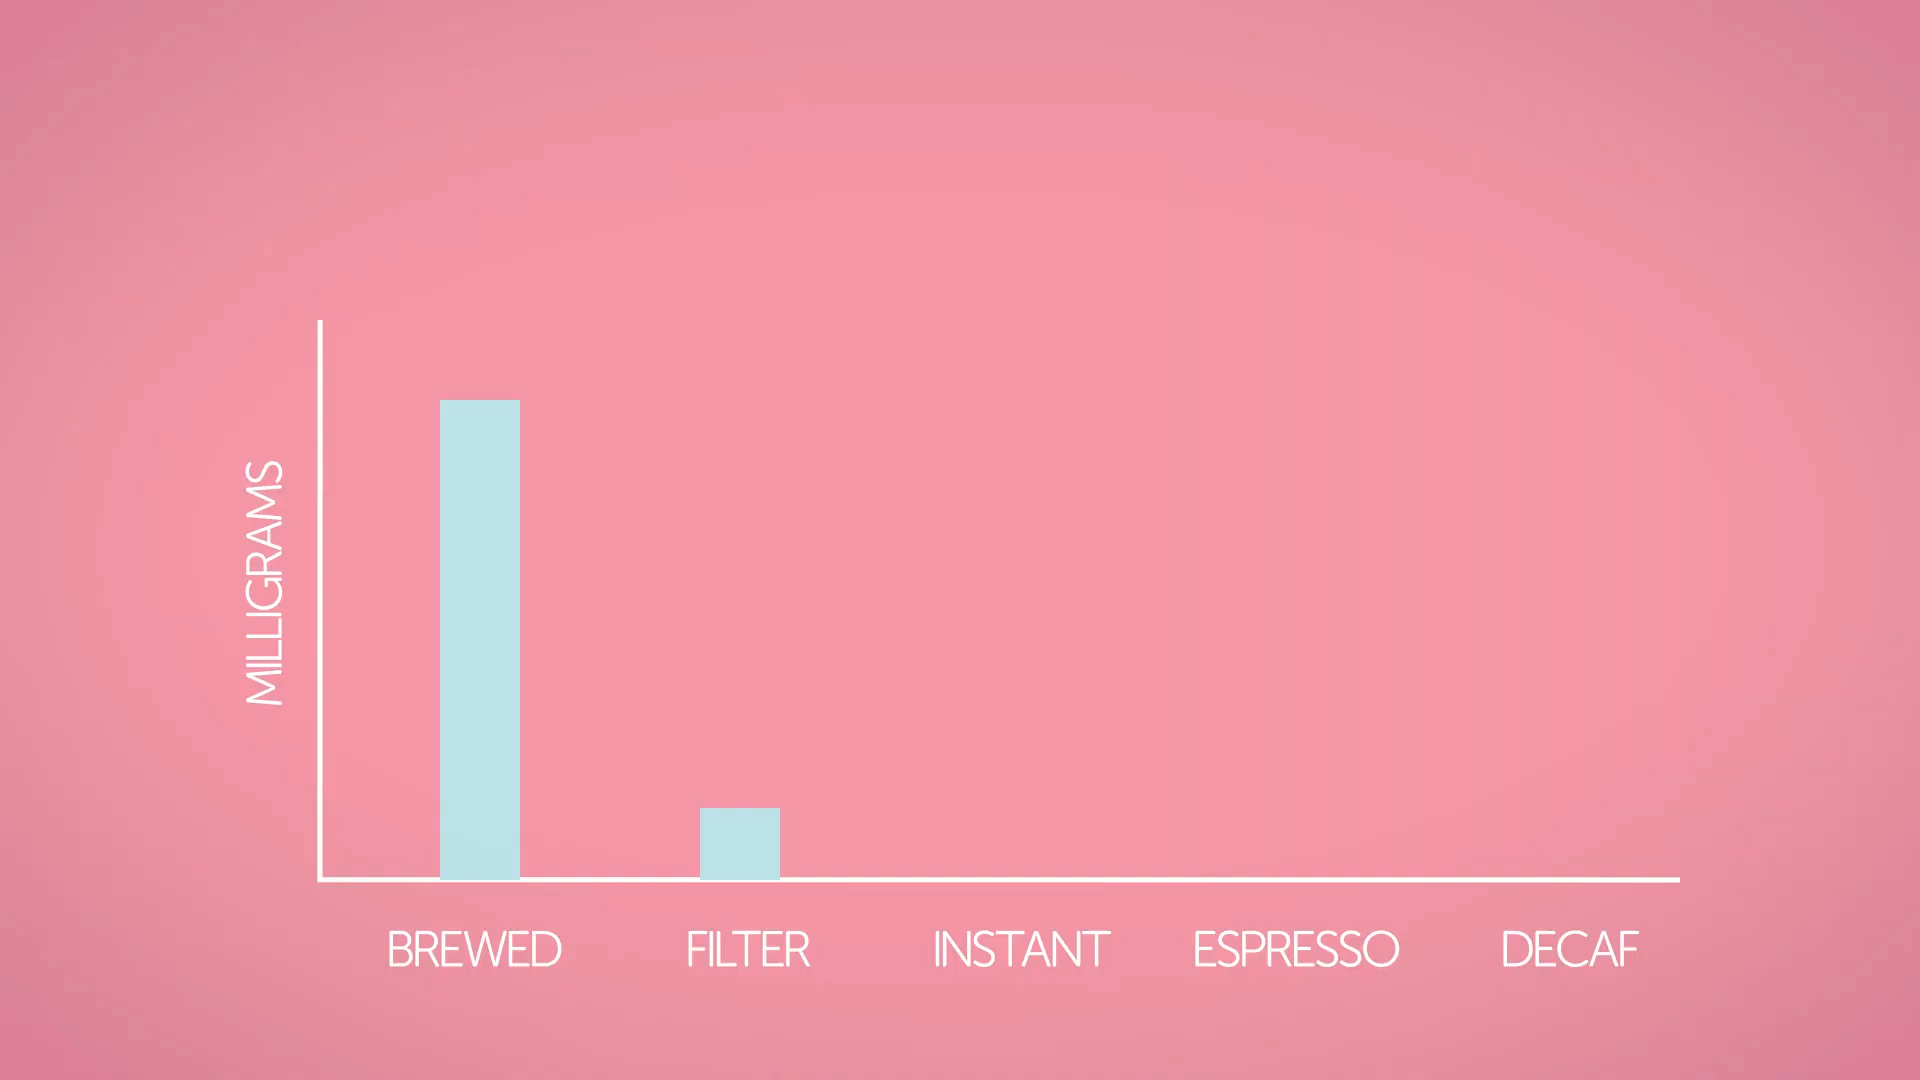 MILLIGRAMS
BREWED
FILTER
INSTANT
ESPRESSO
DECAF